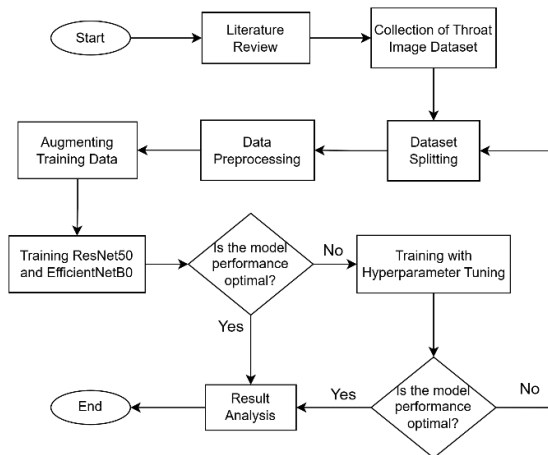 Start
Literature
Review
Collection of Throat
Image Dataset
Augmenting
Training Data
Data
Preprocessing
Dataset
Splitting
Training ResNet50
and EfficientNetB0
Is the model
performance
optimal?
No
Training with
Hyperparameter Tuning
Yes
End
Result
Analysis
Yes
Is the model
performance
optimal?
No